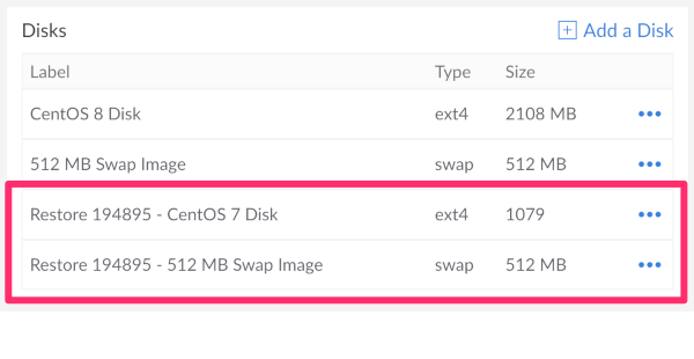 Disks
Add a Disk
Label Type Size
CentOS 8 Disk ext4 2108 MB •••
512 MB Swap Image swap 512 MB •••
Restore 194895 - CentOS 7 Disk ext4 1079 •••
Restore 194895 - 512 MB Swap Image swap 512 MB •••